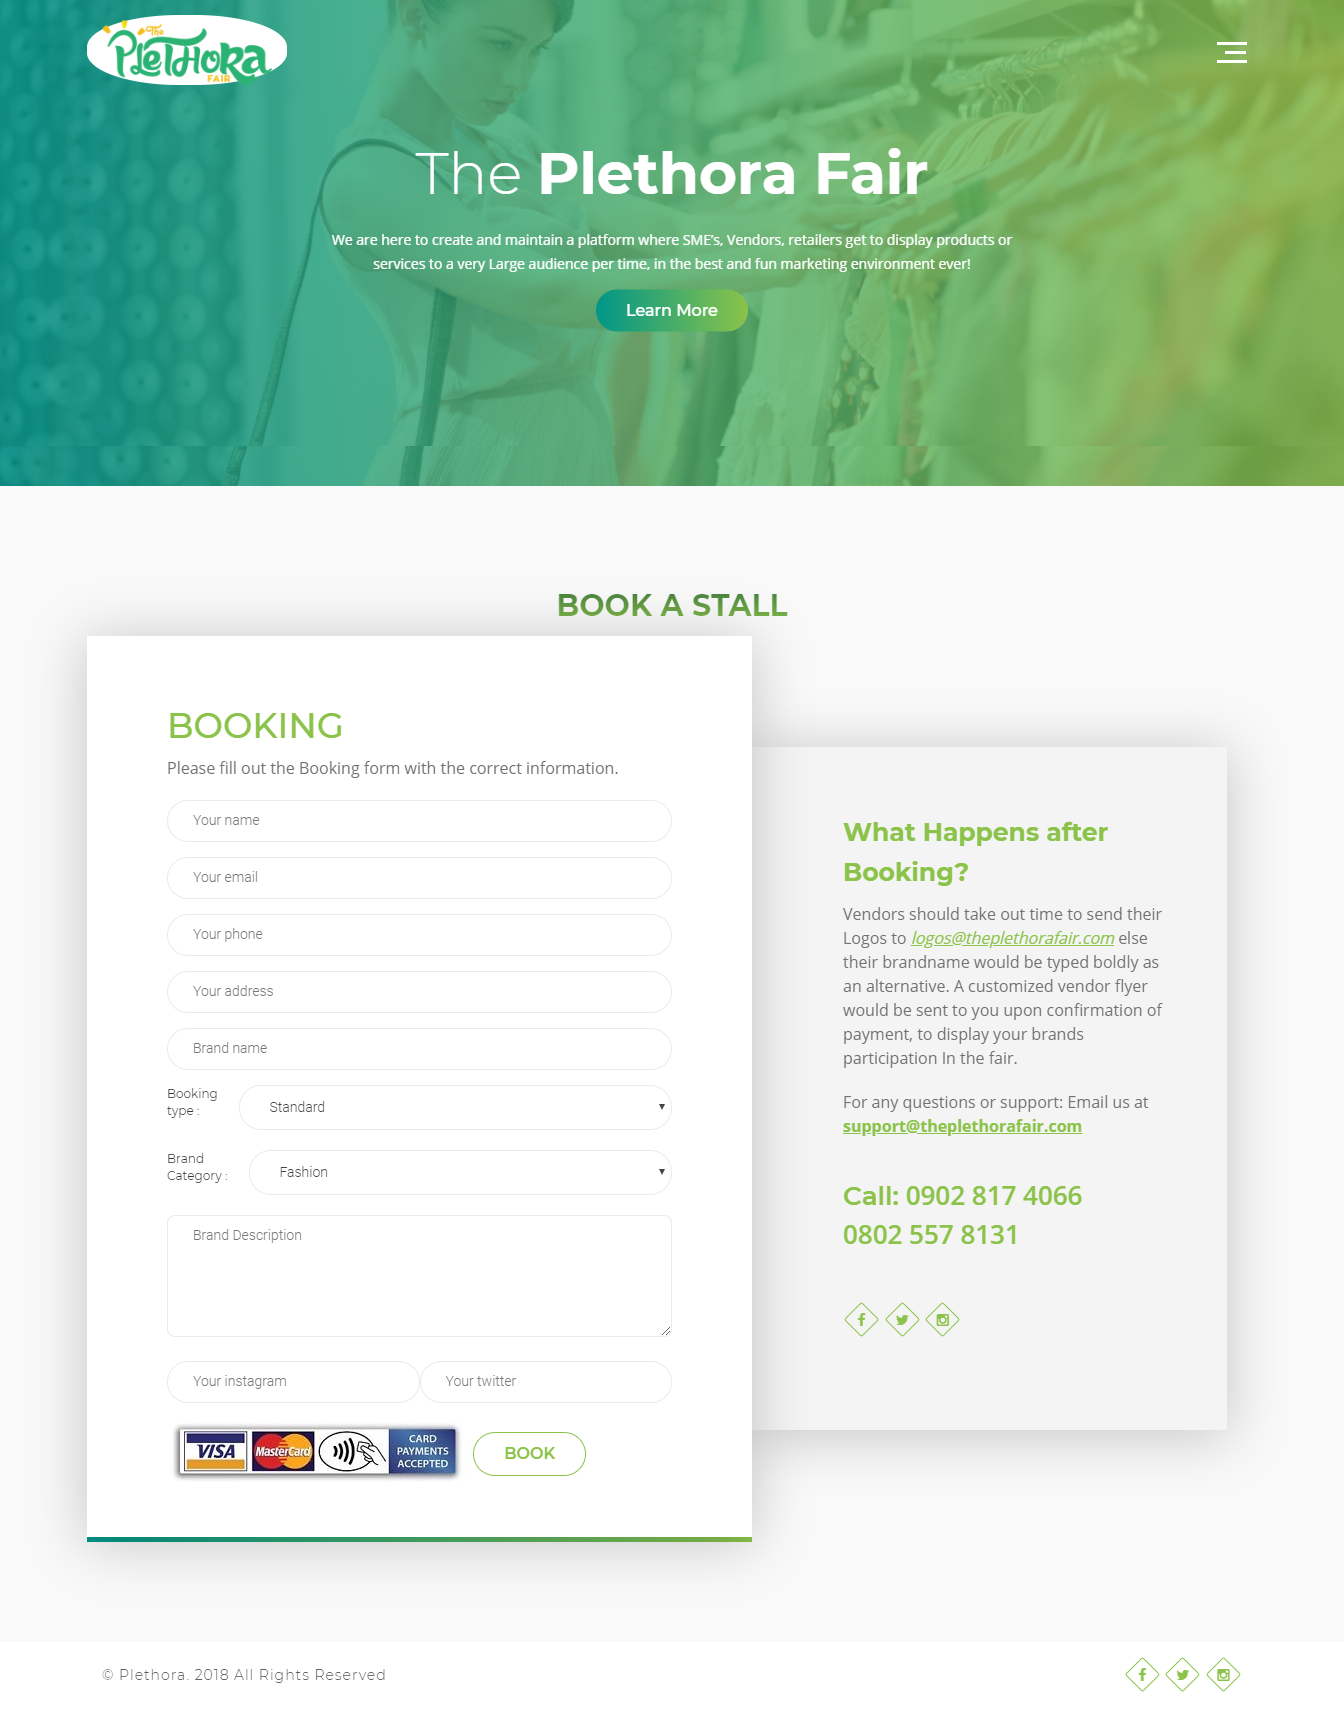 The
Plethora
FAIR
The Plethora Fair
We are here to create and maintain a platform where SME's, Vendors, retailers get to display products or
services to a very Large audience per time, in the best and fun marketing environment ever!
Learn More
BOOK A STALL
BOOKING
Please fill out the Booking form with the correct information.
Your name
Your email
Your phone
Your address
Brand name
Booking
type :
Standard
Brand
Category :
Fashion
Brand Description
Your instagram
Your twitter
VISA
MasterCard
CARD
PAYMENTS
ACCEPTED
BOOK
What Happens after
Booking?
Vendors should take out time to send their
Logos to logos@theplethorafair.com else
their brandname would be typed boldly as
an alternative. A customized vendor flyer
would be sent to you upon confirmation of
payment, to display your brands
participation In the fair.
For any questions or support: Email us at
support@theplethorafair.com
Call: 0902 817 4066
0802 557 8131
© Plethora. 2018 All Rights Reserved